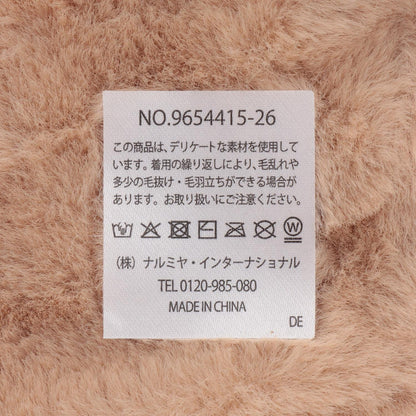 NO.9654415-26
この商品は、デリケートな素材を使用して
います。着用の繰り返しにより、毛乱れや
多少の毛抜け・毛羽立ちができる場合が
あります。お取り扱いにご注意ください。
(株) ナルミヤ・インターナショナル
TEL 0120-985-080
MADE IN CHINA
DE